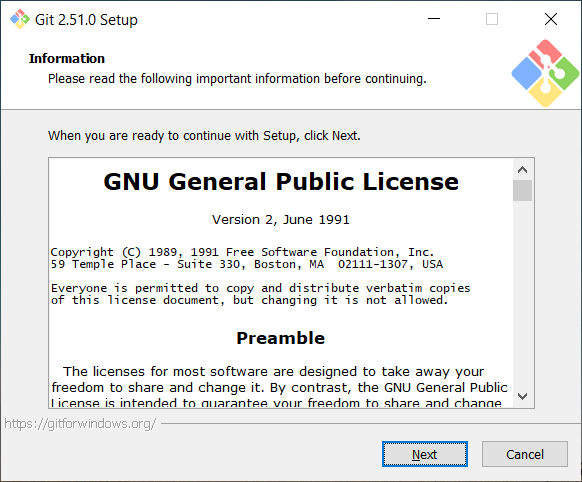 Git 2.51.0 Setup
Information
Please read the following important information before continuing.
When you are ready to continue with Setup, click Next.
GNU General Public License
Version 2, June 1991
Copyright (C) 1989, 1991 Free Software Foundation, Inc.
59 Temple Place - Suite 330, Boston, MA  02111-1307, USA
Everyone is permitted to copy and distribute verbatim copies
of this license document, but changing it is not allowed.
Preamble
The licenses for most software are designed to take away your
freedom to share and change it. By contrast, the GNU General Public
License is intended to guarantee your freedom to share and change
https://gitforwindows.org/
Next
Cancel